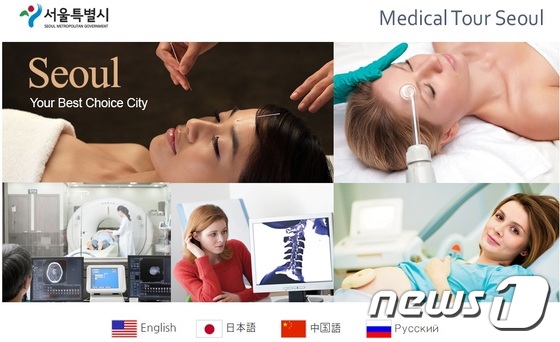 서울특별시
SEOUL METROPOLITAN GOVERNMENT
Medical Tour Seoul
Seoul
Your Best Choice City
news1
English
日本語
中国語
Русский